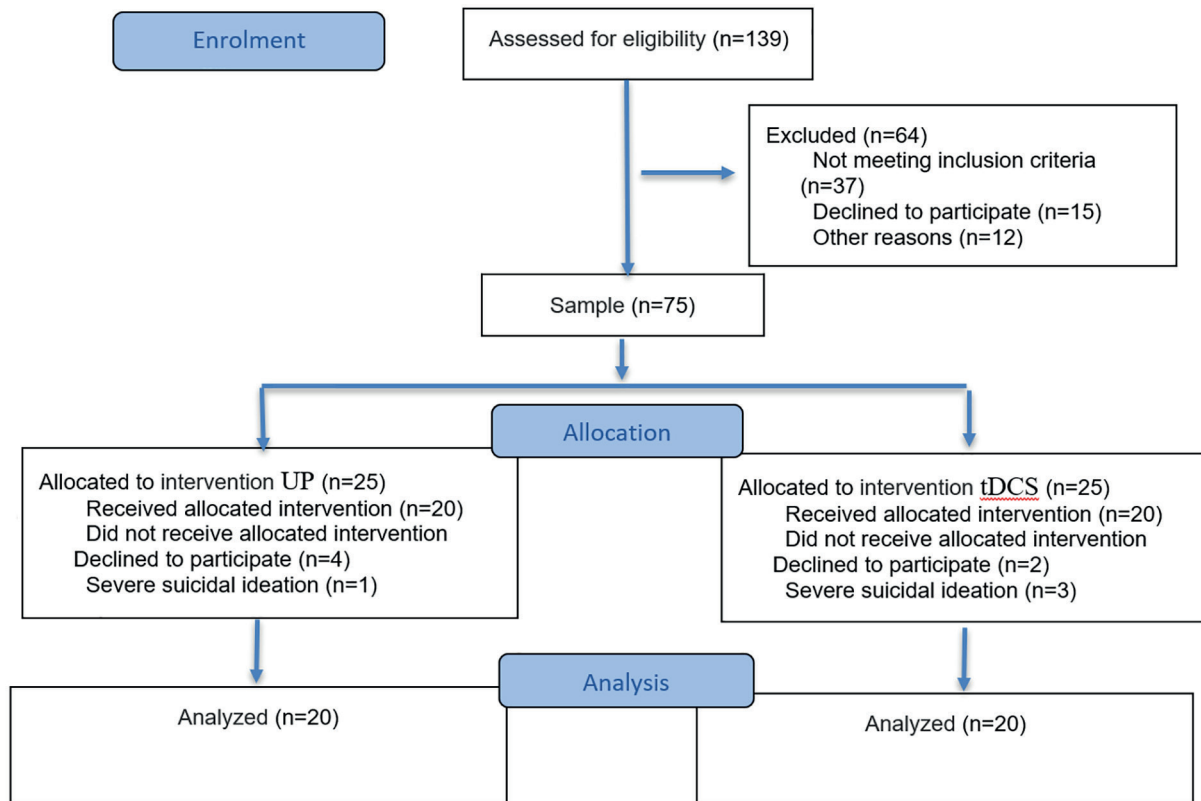 Enrolment
Assessed for eligibility (n=139)
Excluded (n=64)
Not meeting inclusion criteria
(n=37)
Declined to participate (n=15)
Other reasons (n=12)
Sample (n=75)
Allocation
Allocated to intervention UP (n=25)
Received allocated intervention (n=20)
Did not receive allocated intervention
Declined to participate (n=4)
Severe suicidal ideation (n=1)
Allocated to intervention tDCS (n=25)
Received allocated intervention (n=20)
Did not receive allocated intervention
Declined to participate (n=2)
Severe suicidal ideation (n=3)
Analysis
Analyzed (n=20)
Analyzed (n=20)